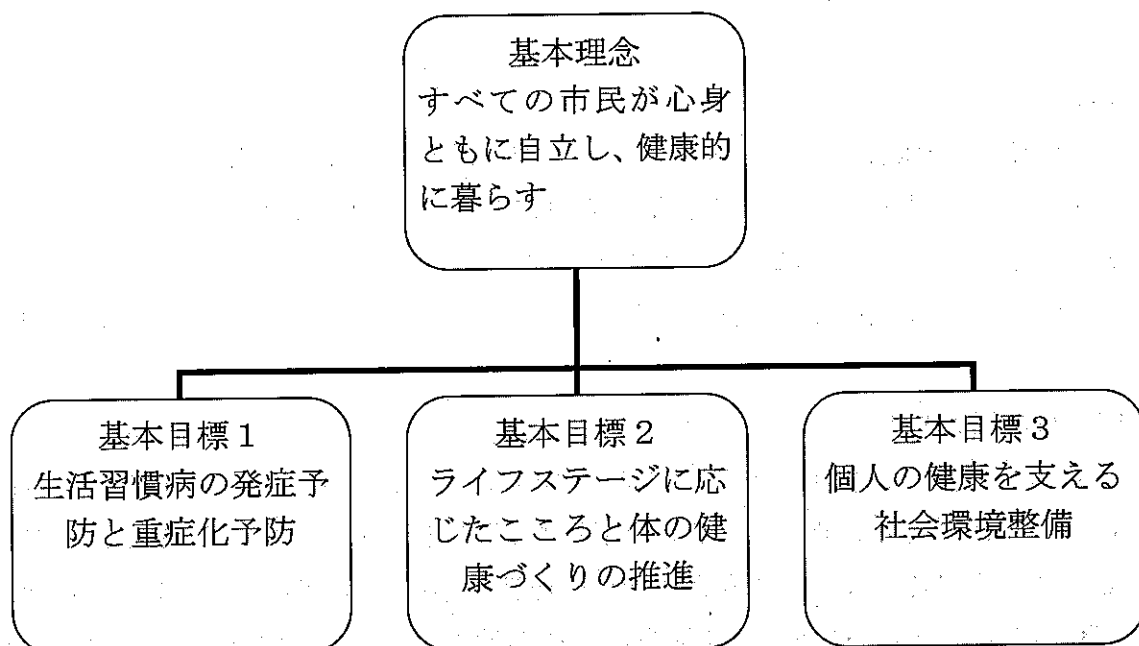 基本理念
すべての市民が心身
ともに自立し、健康的
に暮らす
基本目標1
生活習慣病の発症予
防と重症化予防
基本目標2
ライフステージに応
じたこころと体の健
康づくりの推進
基本目標3
個人の健康を支える
社会環境整備